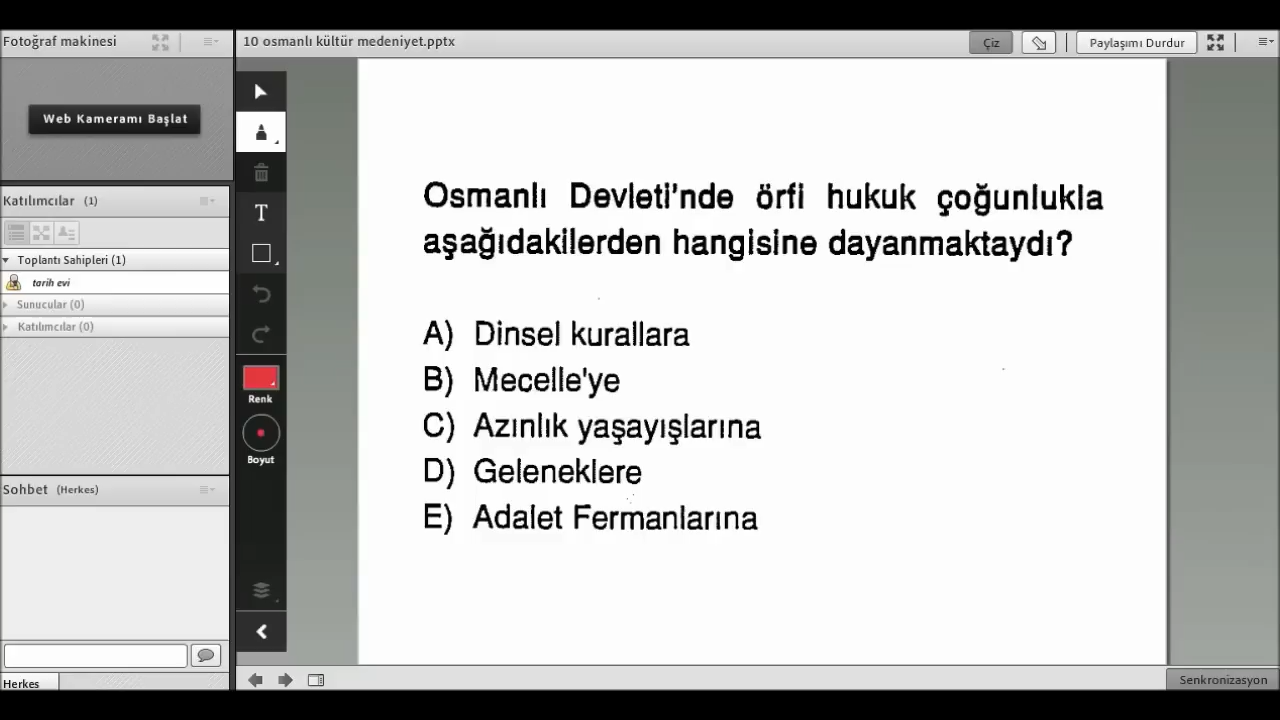 Fotoğraf makinesi
10 osmanlı kültür medeniyet.pptx
Çiz
Paylaşımı Durdur
Web Kameramı Başlat
Katılımcılar (1)
Toplantı Sahipleri (1)
tarih evi
Sunucular (0)
Katılımcılar (0)
Sohbet (Herkes)
Herkes
T
Renk
Boyut
Osmanlı Devleti'nde örfi hukuk çoğunlukla
aşağıdakilerden hangisine dayanmaktaydı?
A) Dinsel kurallara
B) Mecelle'ye
C) Azınlık yaşayışlarına
D) Geleneklere
E) Adalet Fermanlarına
Senkronizasyon